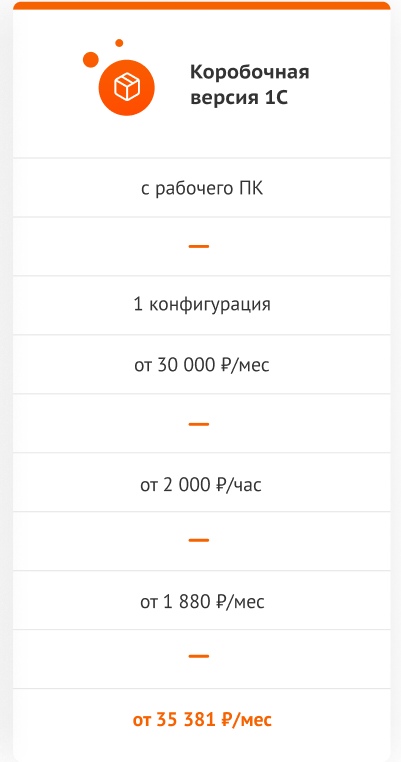 Коробочная
версия 1С
с рабочего ПК
—
1 конфигурация
от 30 000 ₽/мес
—
от 2 000 ₽/час
—
от 1 880 ₽/мес
—
от 35 381 ₽/мес